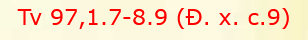 Tv 97,1.7-8.9 (Đ. x. c.9)